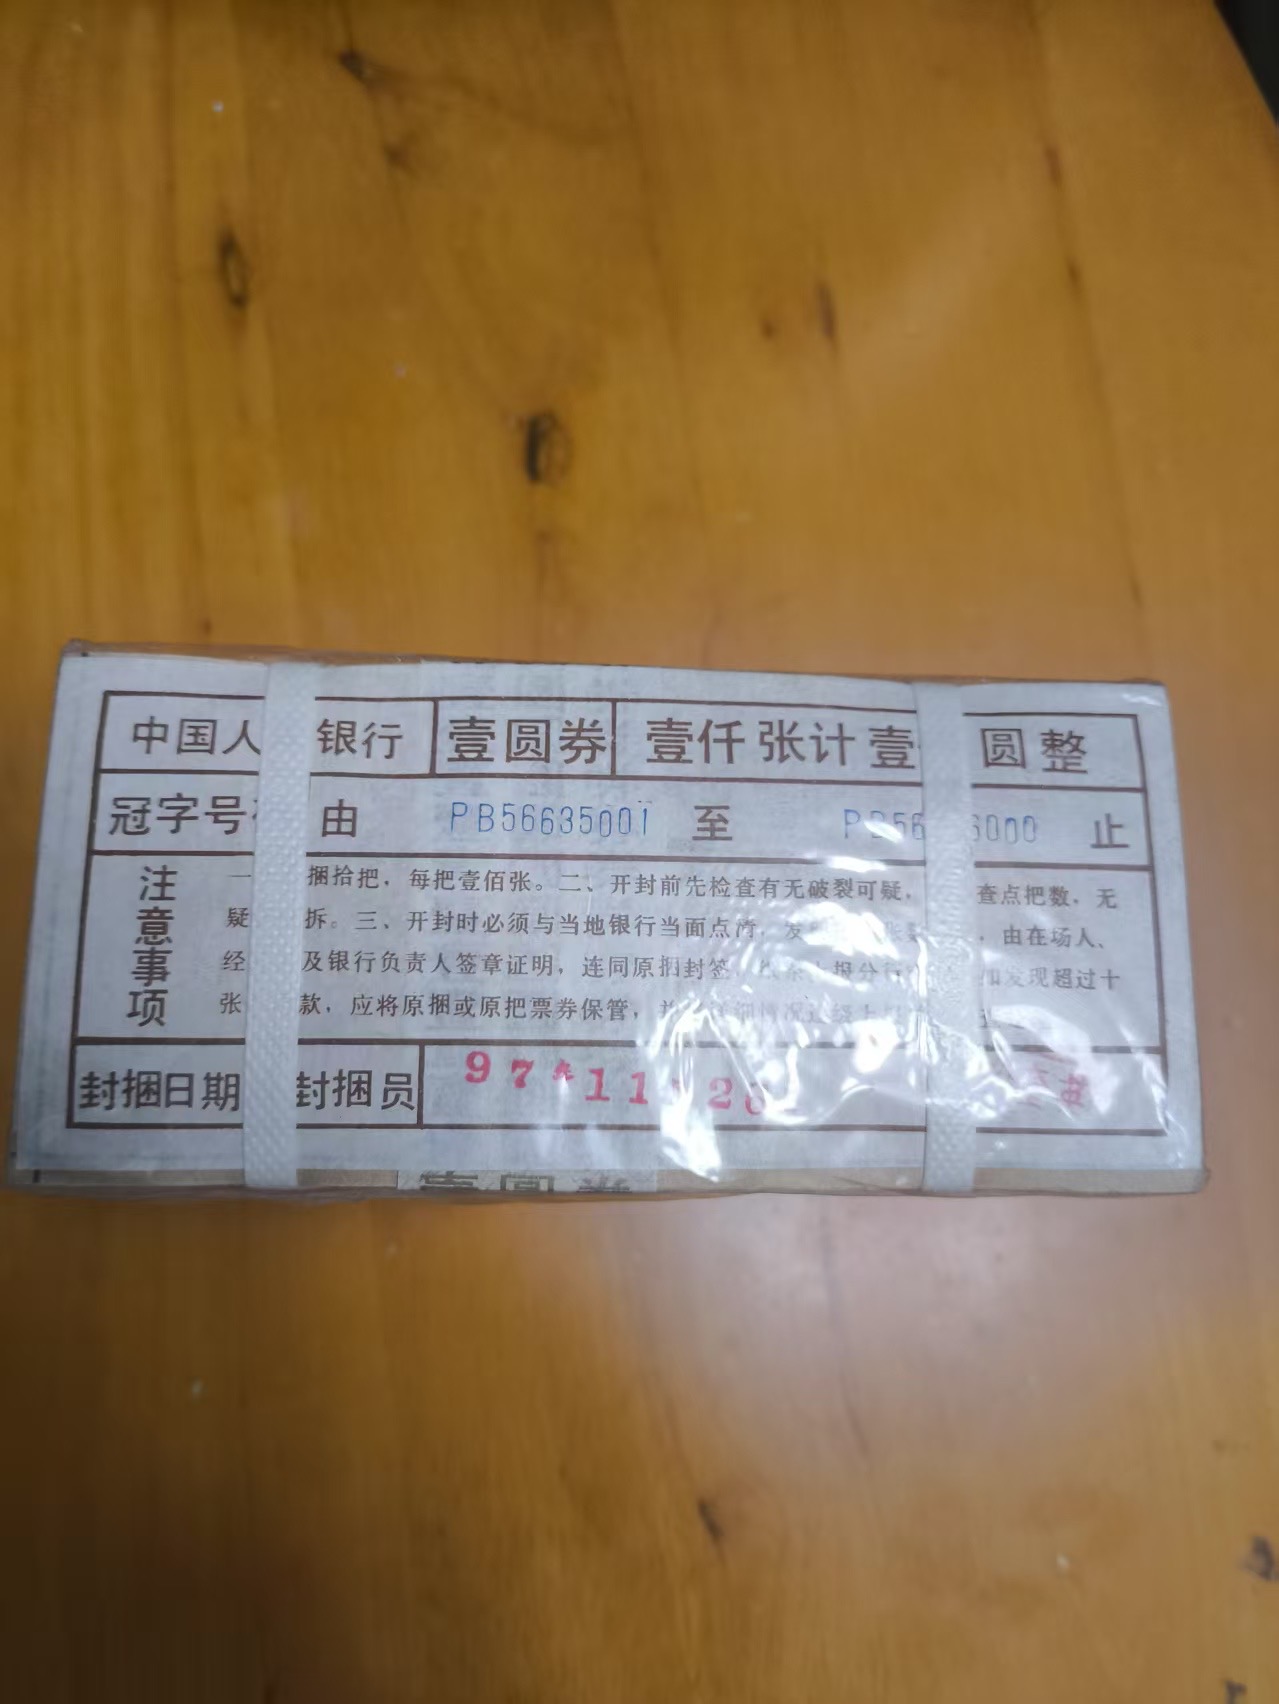 中国人 银行 壹圆券 壹仟张计壹 圆整
冠字号 由 PB56635001 至 P 56 6000 止
注意事项
一 捆拾把，每把壹佰张。二、开封前先检查有无破裂可疑， 查点把数，无
疑 拆。三、开封时必须与当地银行当面点清， 由在场人、
经 及银行负责人签章证明，连同原捆封签、 如发现超过十
张 款，应将原捆或原把票券保管，
封捆日期 封捆员 97*11*2
壹圆券